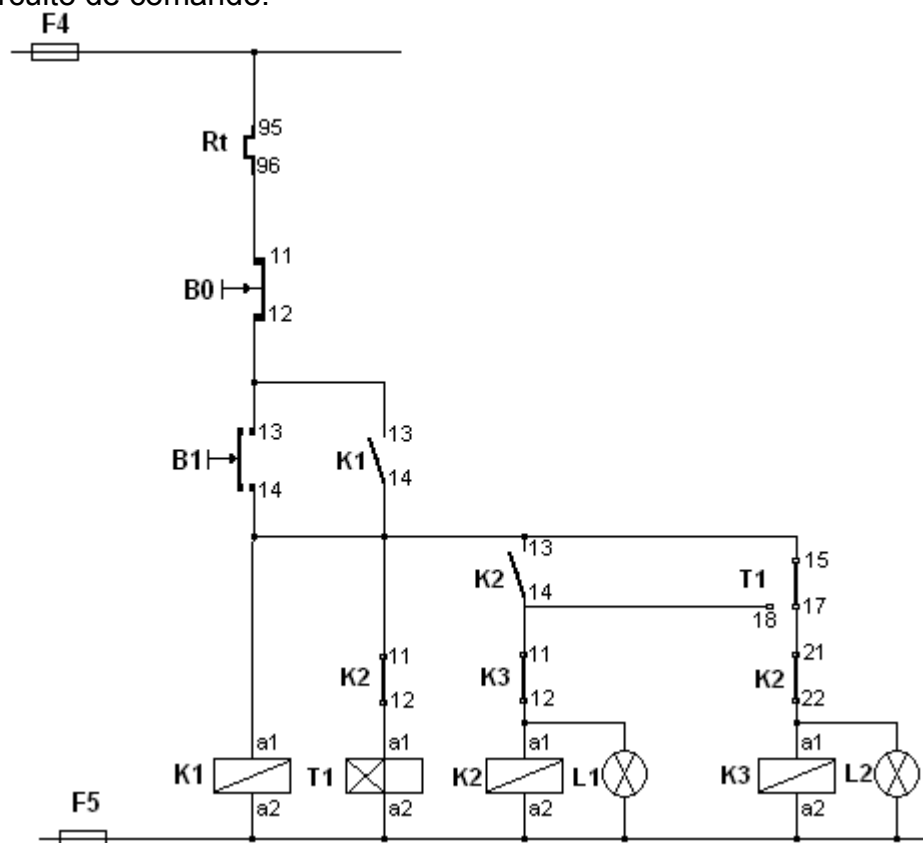 rcuito de comando.
F4
95
Rt
96
11
B0
12
13 13
B1 K1
14 14
13 15
K2 T1
14 17
18
11 11 21
K2 K3 K2
12 12 22
a1 a1 a1 a1
K1 T1 K2 L1 K3 L2
a2 a2 a2 a2
F5